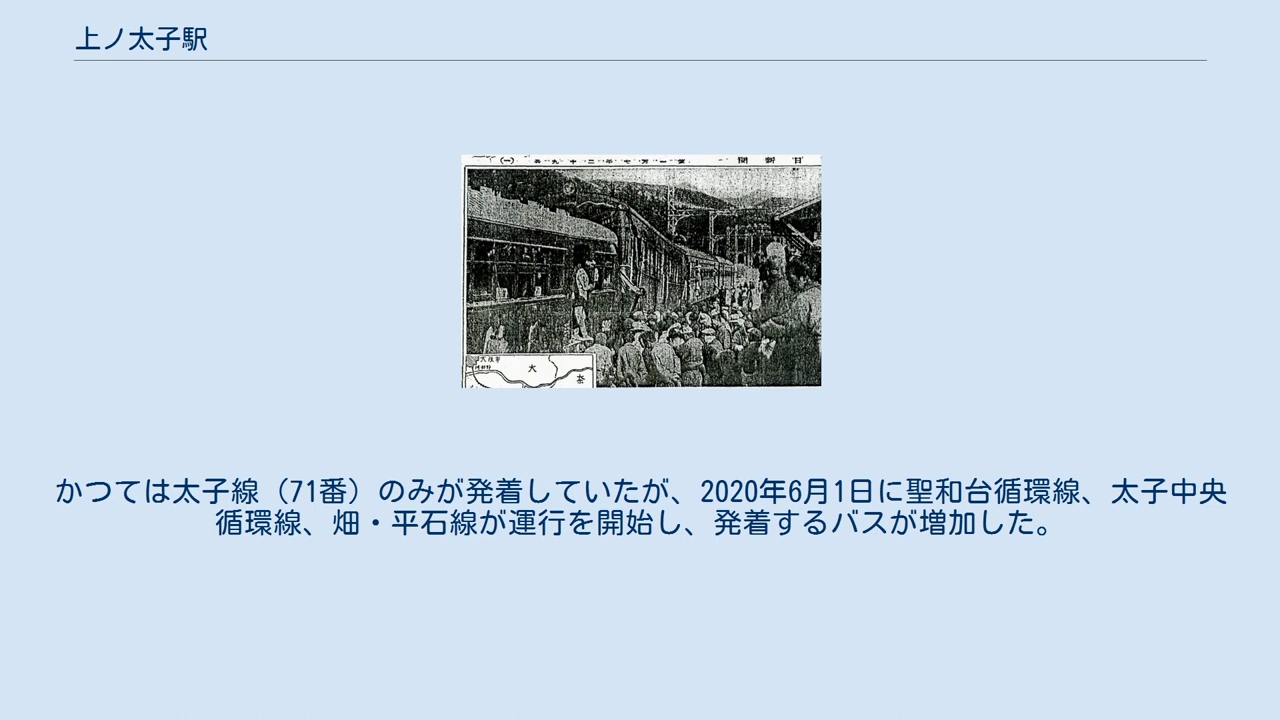 上ノ太子駅
大
奈
かつては太子線（71番）のみが発着していたが、2020年6月1日に聖和台循環線、太子中央
循環線、畑・平石線が運行を開始し、発着するバスが増加した。